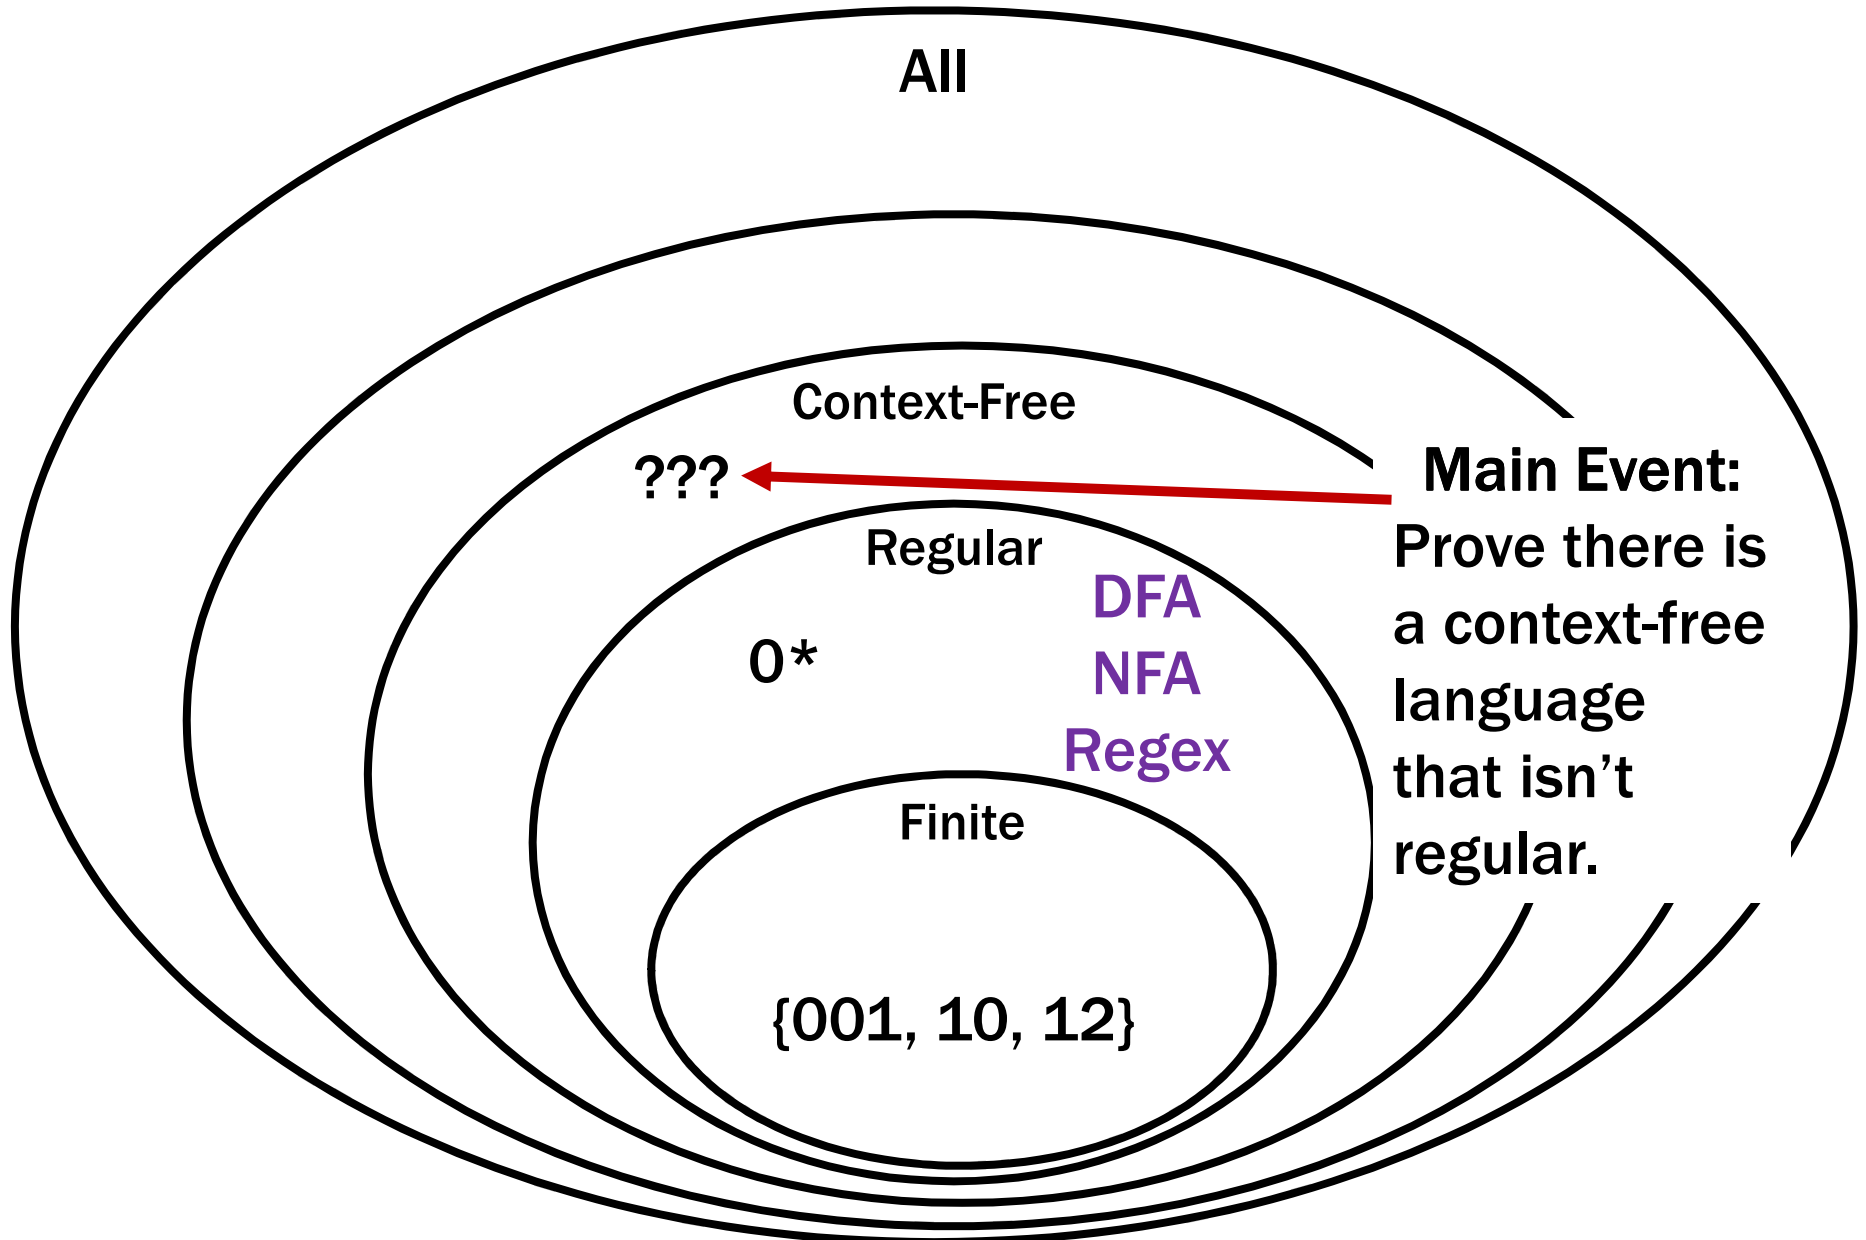 All
Context-Free
???
Main Event:
Prove there is
a context-free
language
that isn’t
regular.
Regular
DFA
NFA
Regex
0*
Finite
{001, 10, 12}